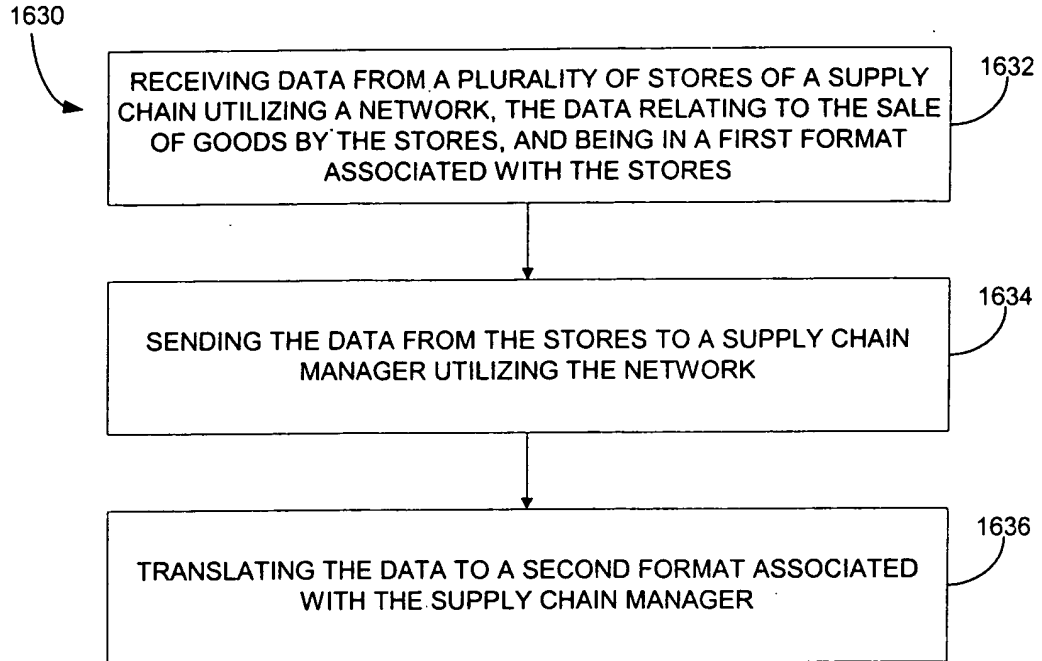 1630
RECEIVING DATA FROM A PLURALITY OF STORES OF A SUPPLY
CHAIN UTILIZING A NETWORK, THE DATA RELATING TO THE SALE
OF GOODS BY THE STORES, AND BEING IN A FIRST FORMAT
ASSOCIATED WITH THE STORES
1632
SENDING THE DATA FROM THE STORES TO A SUPPLY CHAIN
MANAGER UTILIZING THE NETWORK
1634
TRANSLATING THE DATA TO A SECOND FORMAT ASSOCIATED
WITH THE SUPPLY CHAIN MANAGER
1636